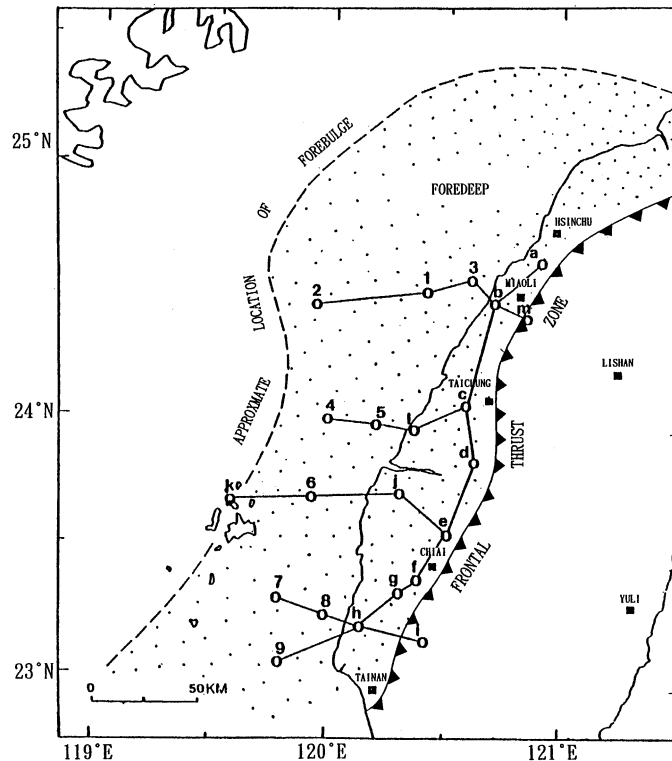 25°N
FOREBULGE
OF
FOREDEEP
HSINCHU
a
3
1
2
MIAOLI
b
m
ZONE
LOCATION
LISHAN
24°N
TAICHUNG
c
4
5
i
APPROXMATE
THRUST
d
k
6
j
e
CHIAI
FRONTAL
f
g
7
8
h
l
YULI
9
23°N
TAINAN
0
50KM
119°E
120°E
121°E